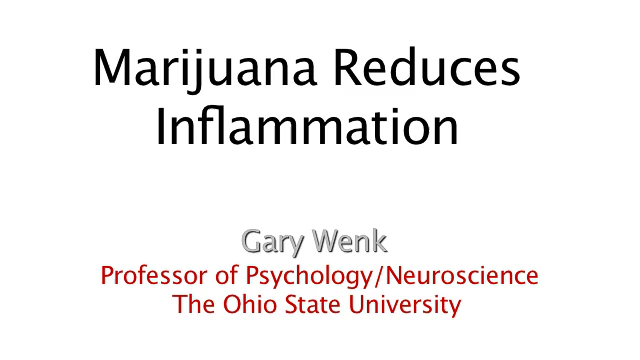 Marijuana Reduces
Inflammation
Gary Wenk
Professor of Psychology/Neuroscience
The Ohio State University